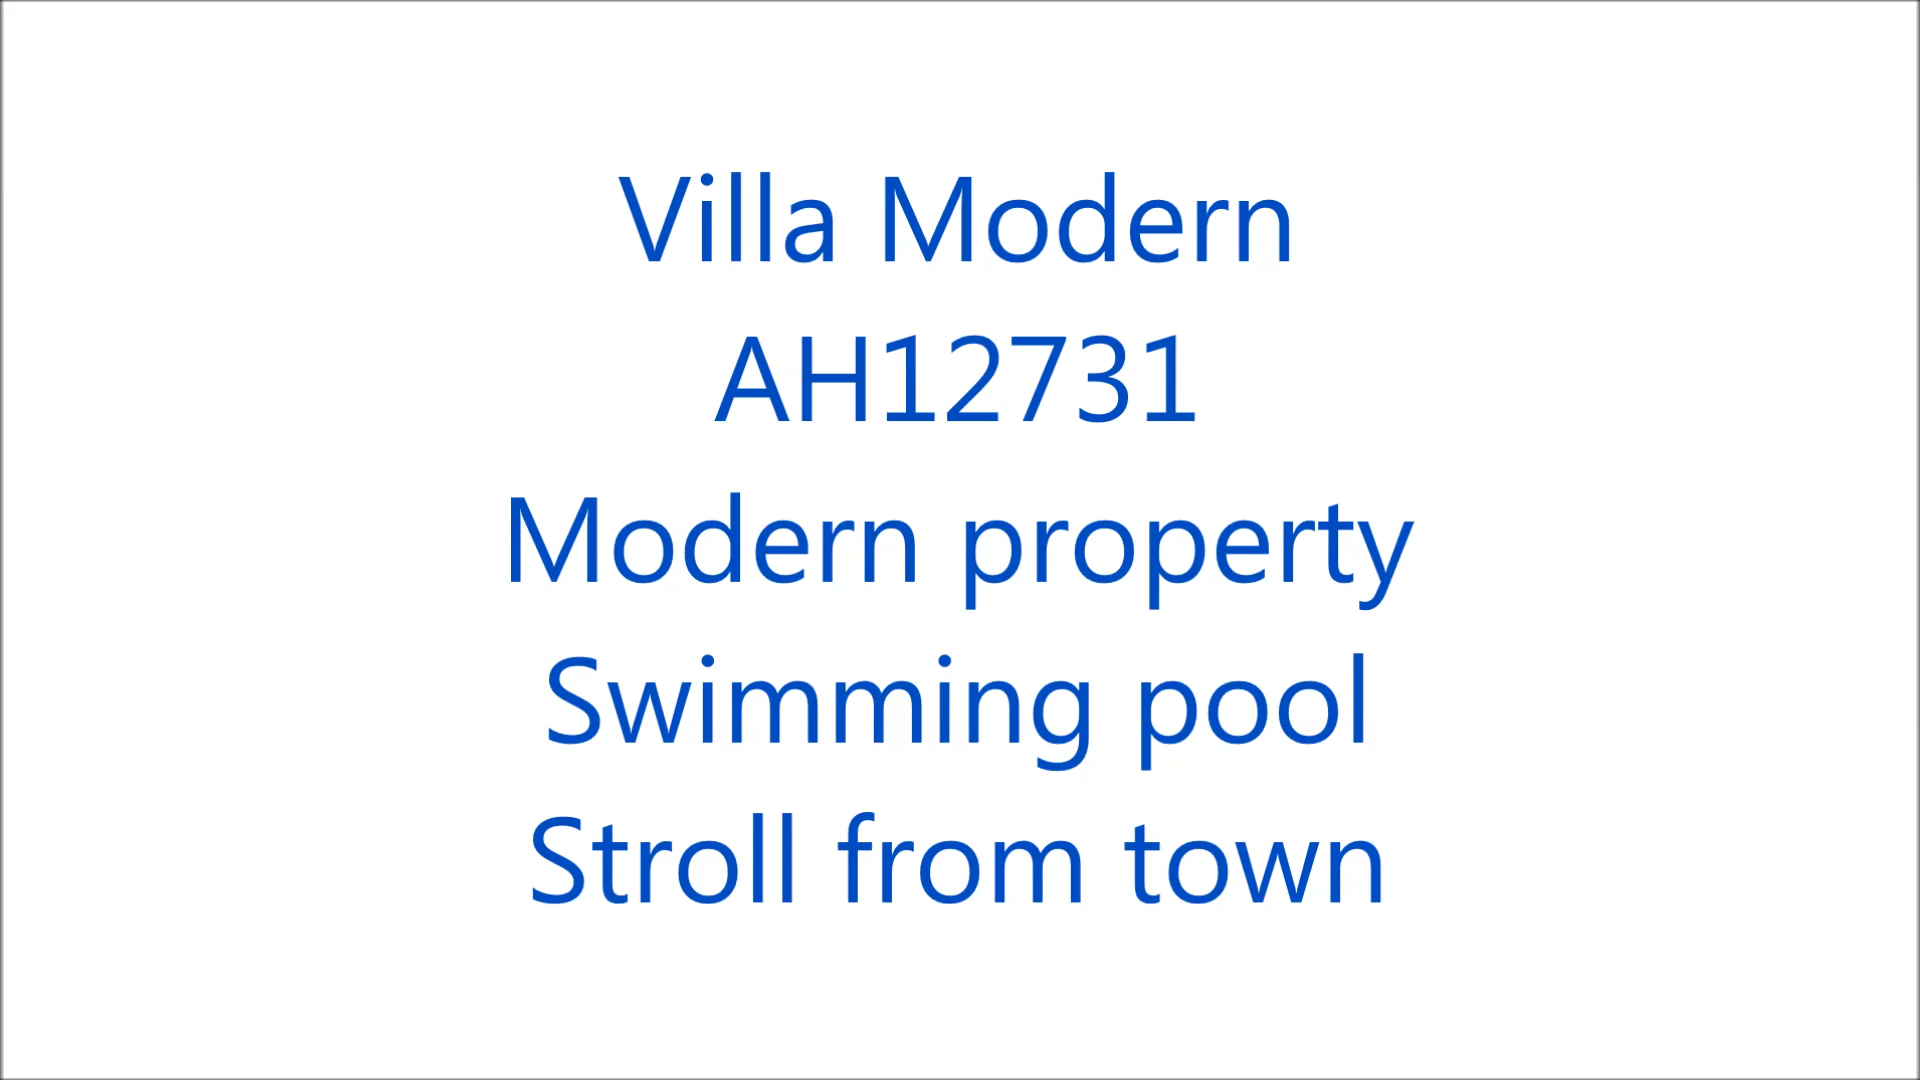 Villa Modern
AH12731
Modern property
Swimming pool
Stroll from town